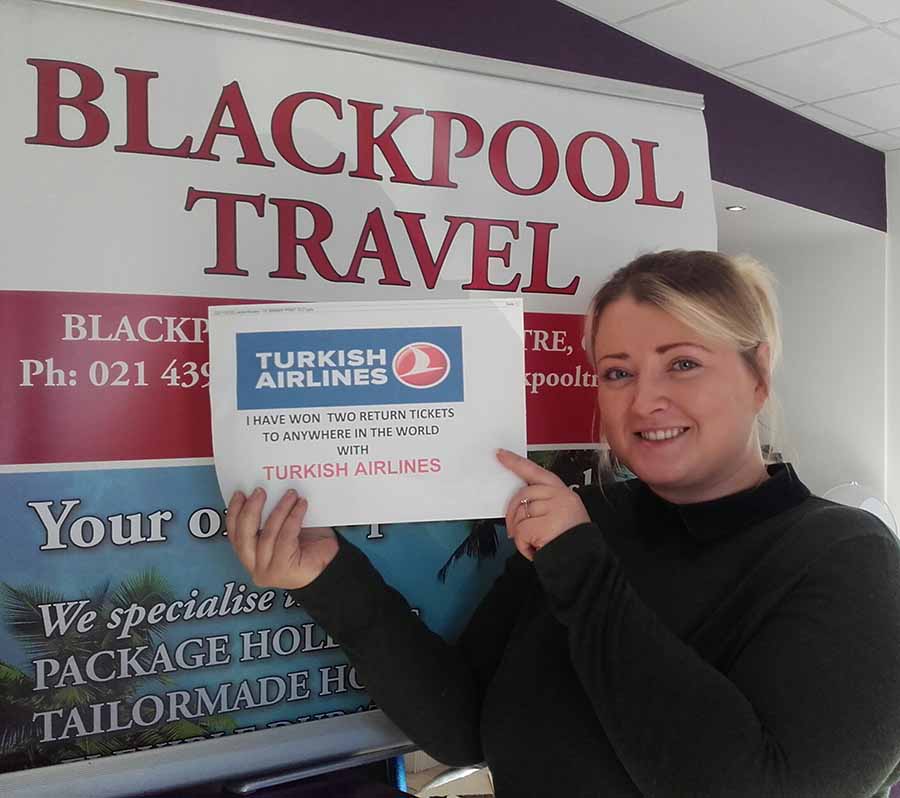 BLACKPOOL
TRAVEL
BLACKP
TRE, C
Ph: 021 439
kpooltr
TURKISH
AIRLINES
I HAVE WON TWO RETURN TICKETS
TO ANYWHERE IN THE WORLD
WITH
TURKISH AIRLINES
Your o
We specialise i
PACKAGE HOL
TAILORMADE HO